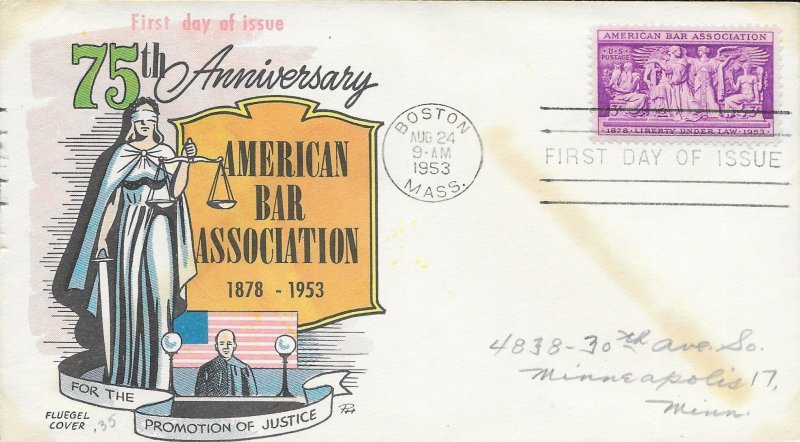 First day of issue
75th Anniversary
AMERICAN
BAR
ASSOCIATION
1878 - 1953
FOR THE
PROMOTION OF JUSTICE
FLUEGEL
COVER .35
BOSTON
AUG 24
9-AM
1953
MASS.
AMERICAN BAR ASSOCIATION
U·S
POSTAGE
3¢
1878·LIBERTY UNDER LAW·1953
FIRST DAY OF ISSUE
4838-30th Ave. So.
Minneapolis 17,
Minn.